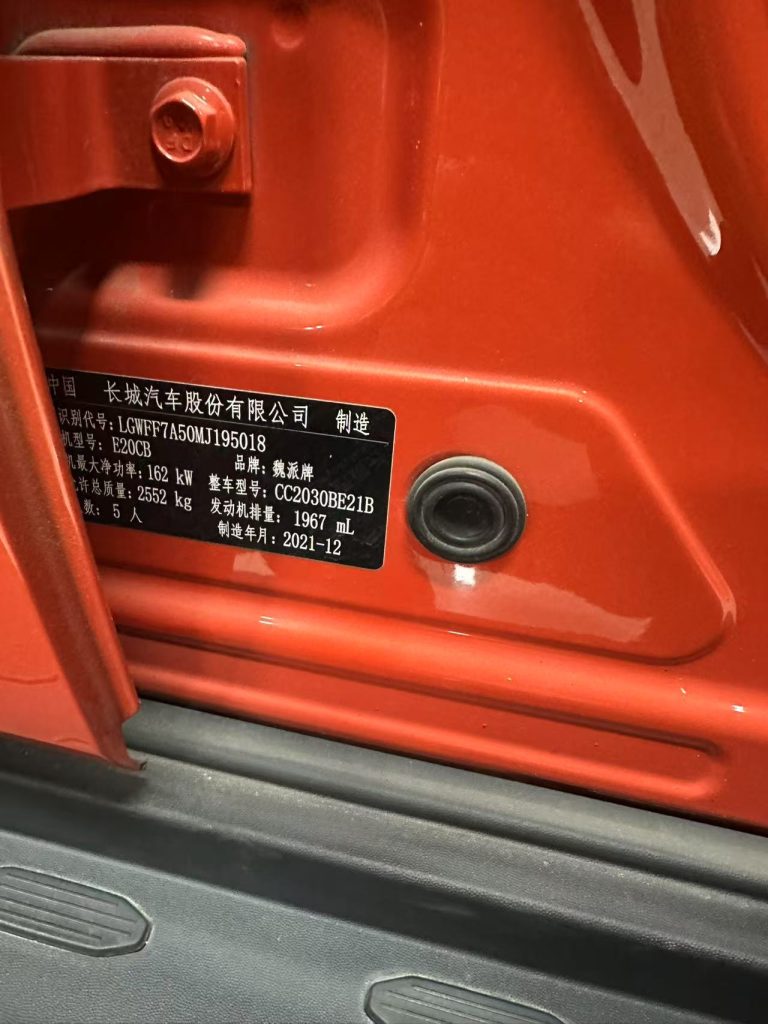 中国 长城汽车股份有限公司 制造
识别代号: LGWFF7A50MJ195018
机型号: E20CB 品牌: 魏派牌
机最大净功率: 162 kW 整车型号: CC2030BE21B
允许总质量: 2552 kg 发动机排量: 1967 mL
数: 5 人 制造年月: 2021-12